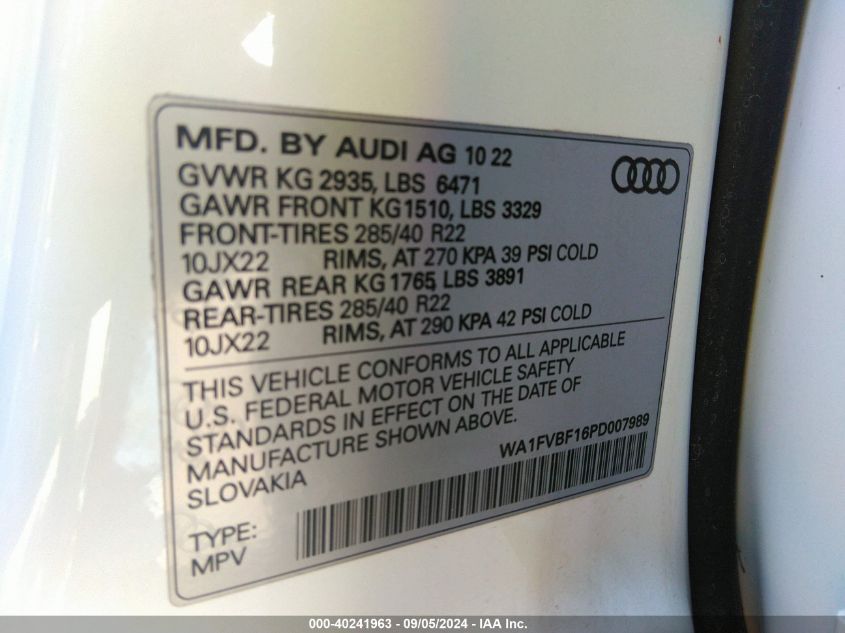 MFD. BY AUDI AG 10 22
GVWR KG 2935, LBS 6471
GAWR FRONT KG1510, LBS 3329
FRONT-TIRES 285/40 R22
10JX22 RIMS, AT 270 KPA 39 PSI COLD
GAWR REAR KG 1765, LBS 3891
REAR-TIRES 285/40 R22
10JX22 RIMS, AT 290 KPA 42 PSI COLD
THIS VEHICLE CONFORMS TO ALL APPLICABLE
U.S. FEDERAL MOTOR VEHICLE SAFETY
STANDARDS IN EFFECT ON THE DATE OF
MANUFACTURE SHOWN ABOVE.
SLOVAKIA
WA1FVBF16PD007989
TYPE:
MPV
000-40241963 - 09/05/2024 - IAA Inc.